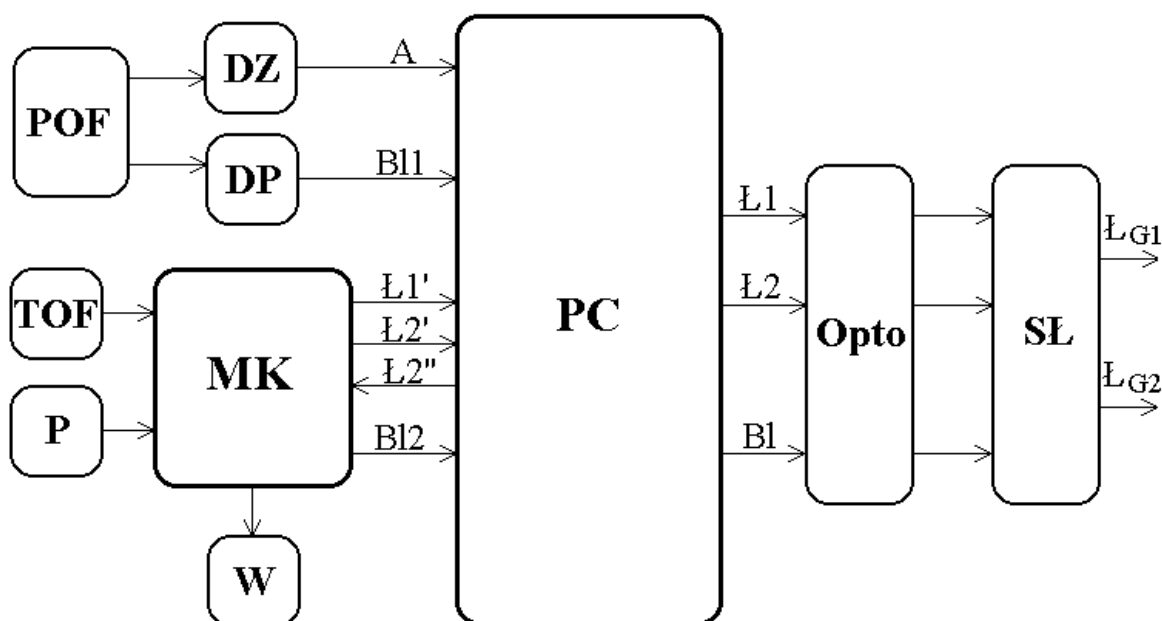 POF
DZ
A
DP
Bl1
TOF
P
MK
Ł1'
Ł2'
Ł2"
Bl2
W
PC
Ł1
Ł2
Bl
Opto
SŁ
ŁG1
ŁG2